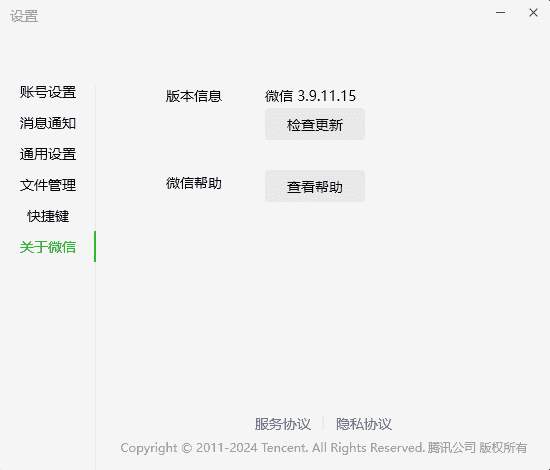 设置
账号设置
消息通知
通用设置
文件管理
快捷键
关于微信
版本信息
微信 3.9.11.15
检查更新
微信帮助
查看帮助
服务协议
隐私协议
Copyright © 2011-2024 Tencent. All Rights Reserved. 腾讯公司 版权所有